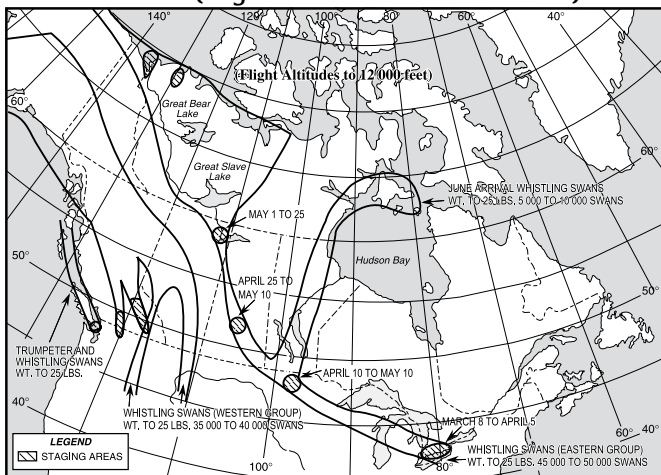 (Flight Altitudes to 12 000 feet)
140°
120°
100°
80°
60°
40°
60°
60°
50°
50°
40°
40°
60°
100°
80°
Great Bear
Lake
Great Slave
Lake
MAY 1 TO 25
JUNE ARRIVAL WHISTLING SWANS
WT. TO 25 LBS, 5 000 TO 10 000 SWANS
Hudson Bay
APRIL 25 TO
MAY 10
TRUMPETER AND
WHISTLING SWANS
WT. TO 25 LBS.
APRIL 10 TO MAY 10
WHISTLING SWANS (WESTERN GROUP)
WT, TO 25 LBS, 35 000 TO 40 000 SWANS
MARCH 8 TO APRIL 5
WHISTLING SWANS (EASTERN GROUP)
WT. TO 25 LBS. 45 000 TO 50 000 SWANS
LEGEND
STAGING AREAS